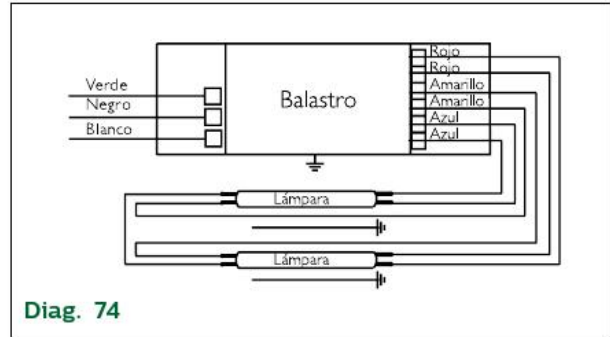 Verde
Negro
Blanco
Balastro
Rojo
Rojo
Amarillo
Amarillo
Azul
Azul
Lámpara
Lámpara
Diag. 74